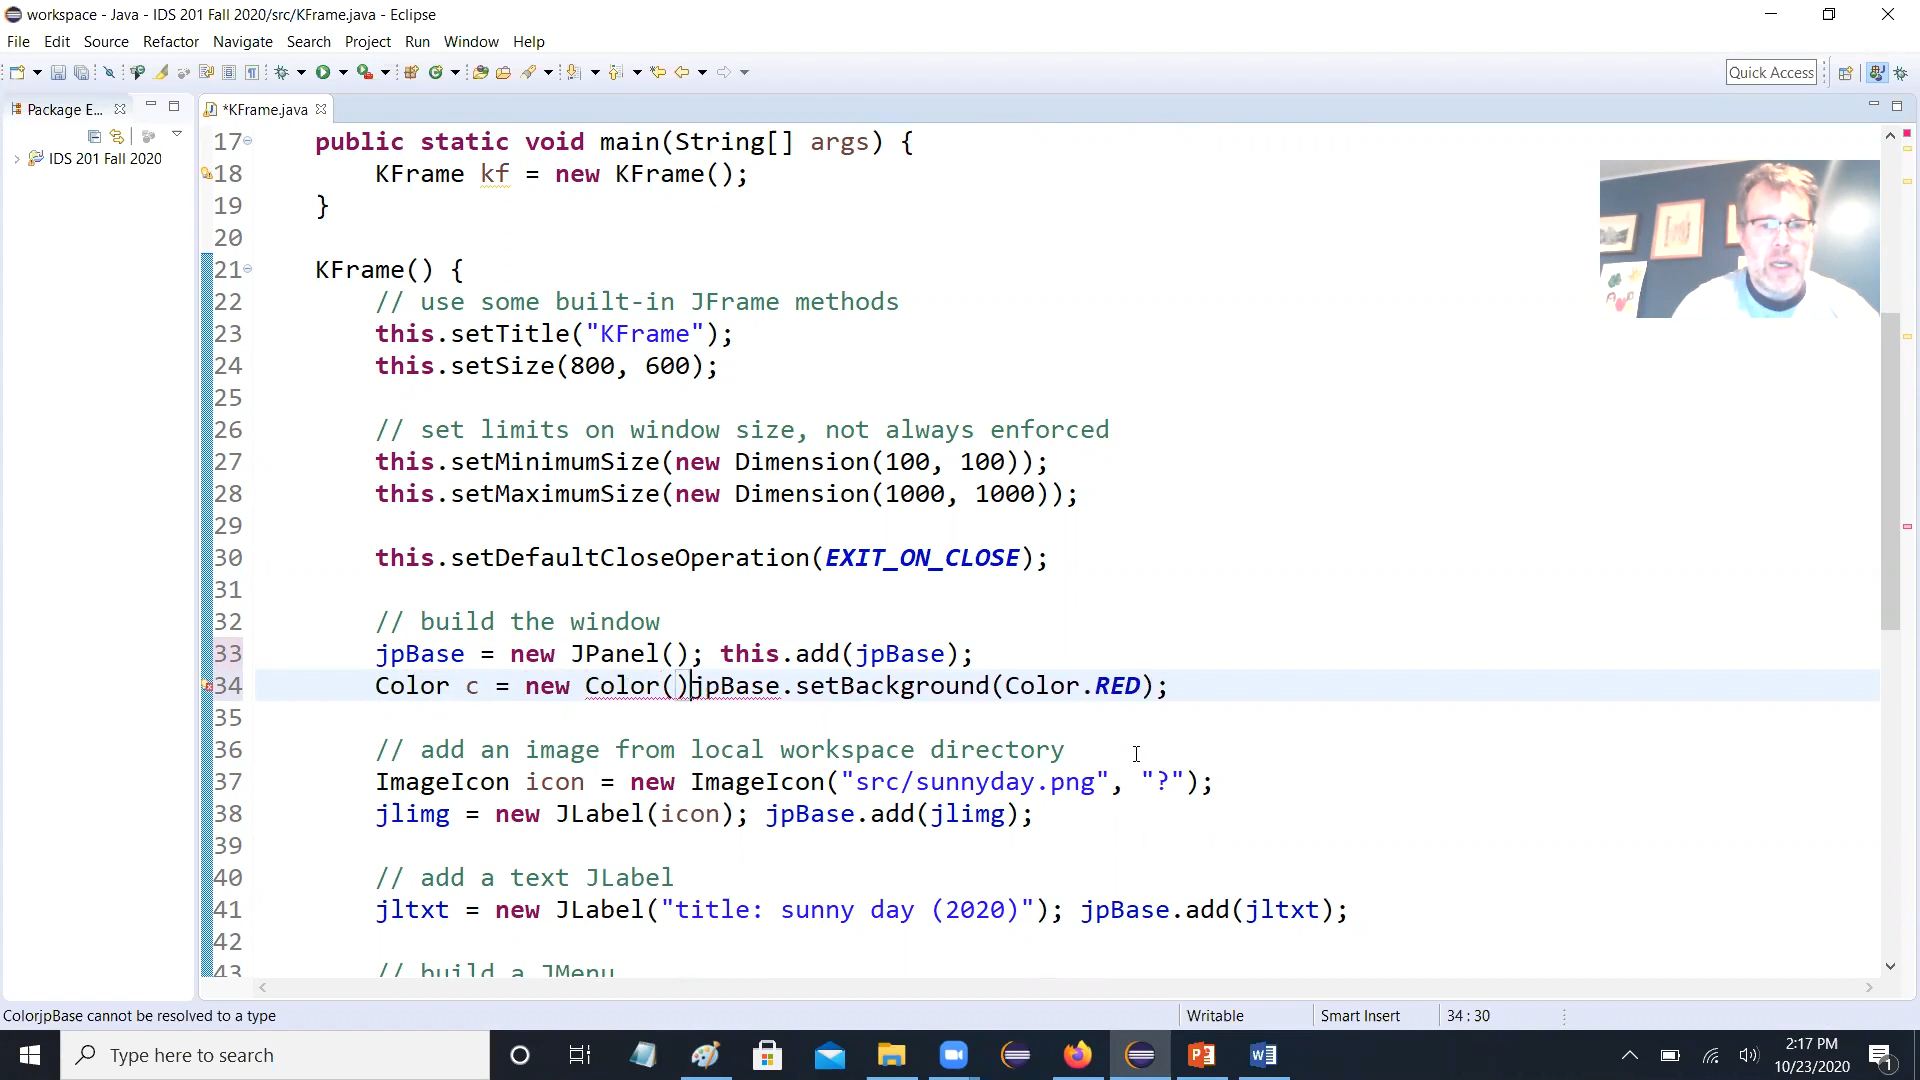 workspace - Java - IDS 201 Fall 2020/src/KFrame.java - Eclipse
File Edit Source Refactor Navigate Search Project Run Window Help
Quick Access
Package E...
*KFrame.java
IDS 201 Fall 2020
17 public static void main(String[] args) {
18 KFrame kf = new KFrame();
19 }
20
21 KFrame() {
22 // use some built-in JFrame methods
23 this.setTitle("KFrame");
24 this.setSize(800, 600);
25
26 // set limits on window size, not always enforced
27 this.setMinimumSize(new Dimension(100, 100));
28 this.setMaximumSize(new Dimension(1000, 1000));
29
30 this.setDefaultCloseOperation(EXIT_ON_CLOSE);
31
32 // build the window
33 jpBase = new JPanel(); this.add(jpBase);
34 Color c = new Color()jpBase.setBackground(Color.RED);
35
36 // add an image from local workspace directory
37 ImageIcon icon = new ImageIcon("src/sunnyday.png", "?");
38 jlimg = new JLabel(icon); jpBase.add(jlimg);
39
40 // add a text JLabel
41 jltxt = new JLabel("title: sunny day (2020)"); jpBase.add(jltxt);
42
43 // build a JMenu
ColorjpBase cannot be resolved to a type
Writable
Smart Insert
34 : 30
Type here to search
2:17 PM
10/23/2020
1